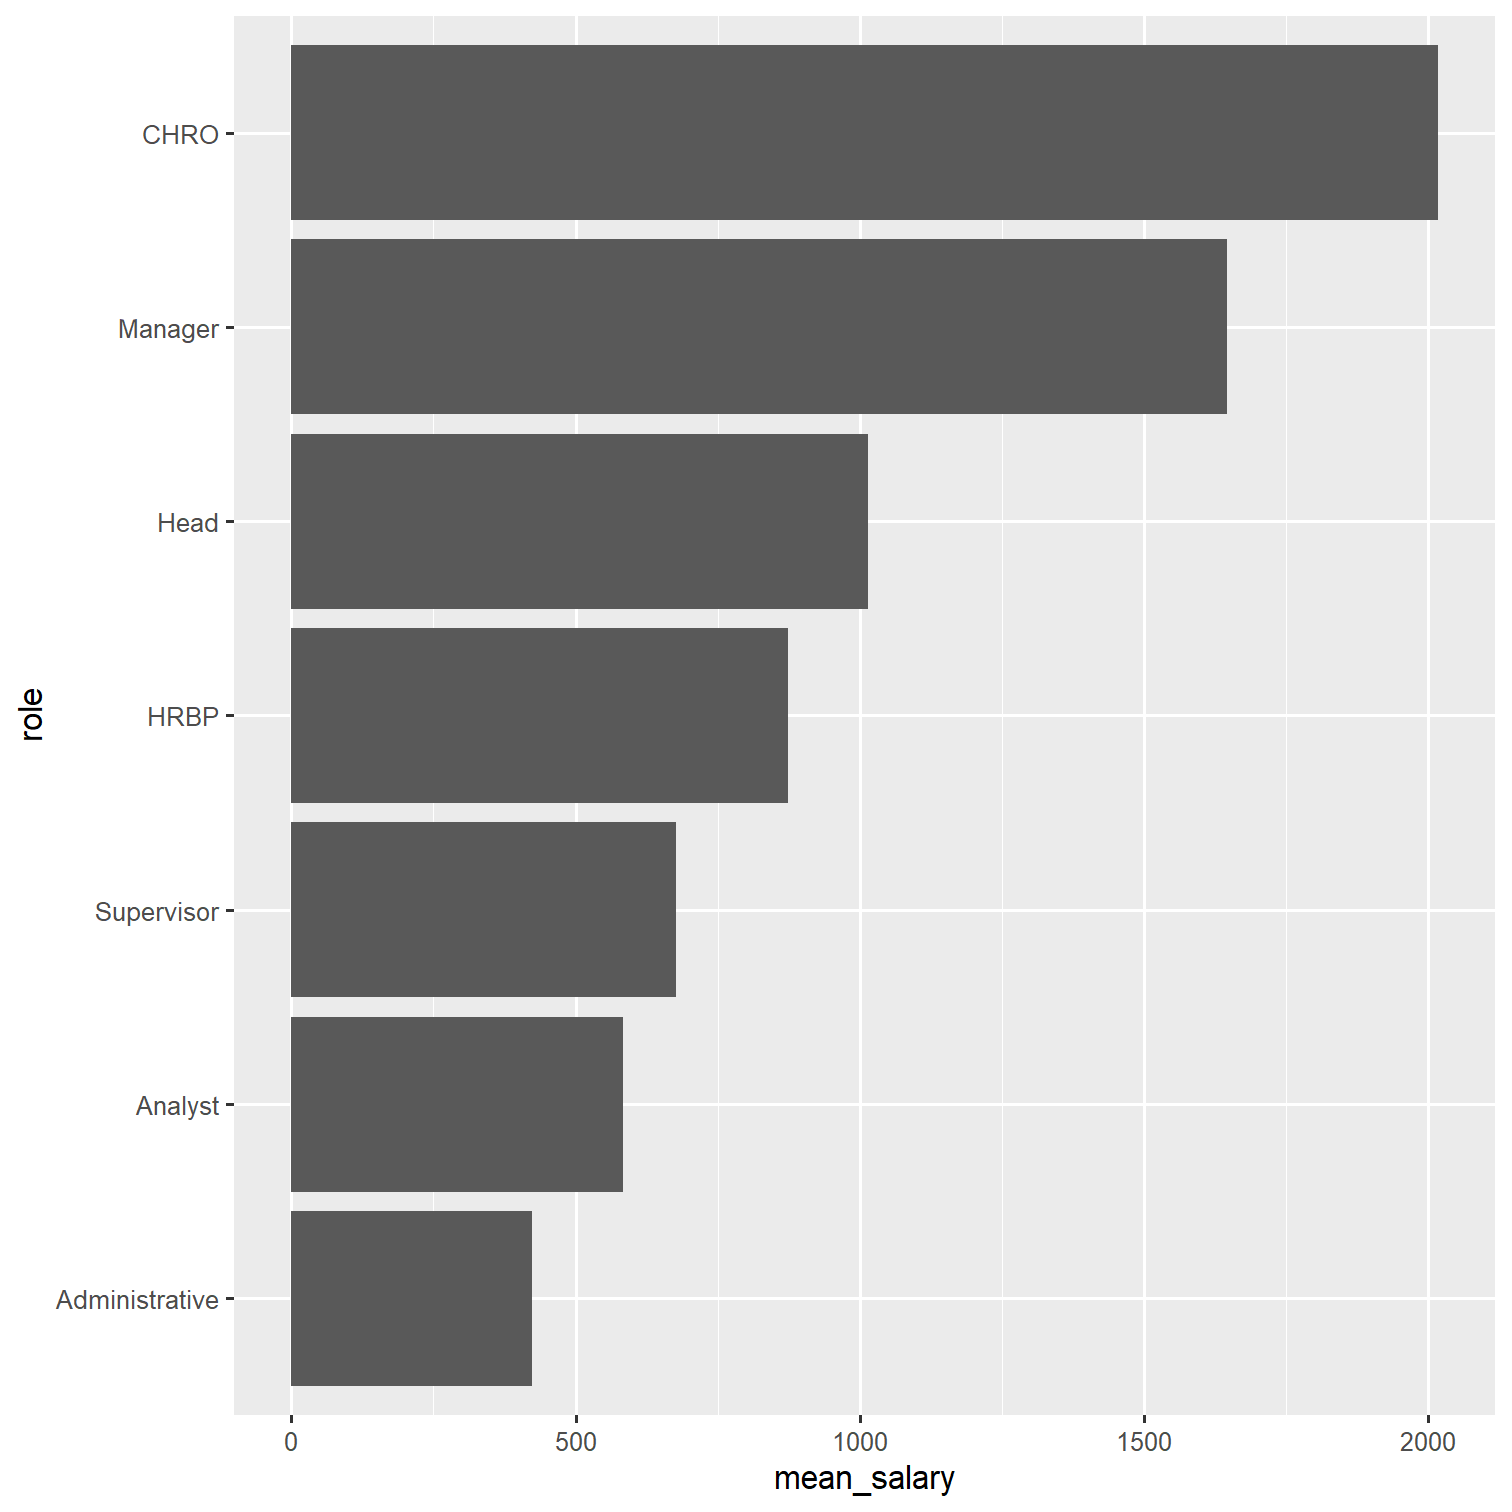 CHRO
Manager
Head
HRBP
Supervisor
Analyst
Administrative
role
0 500 1000 1500 2000
mean_salary